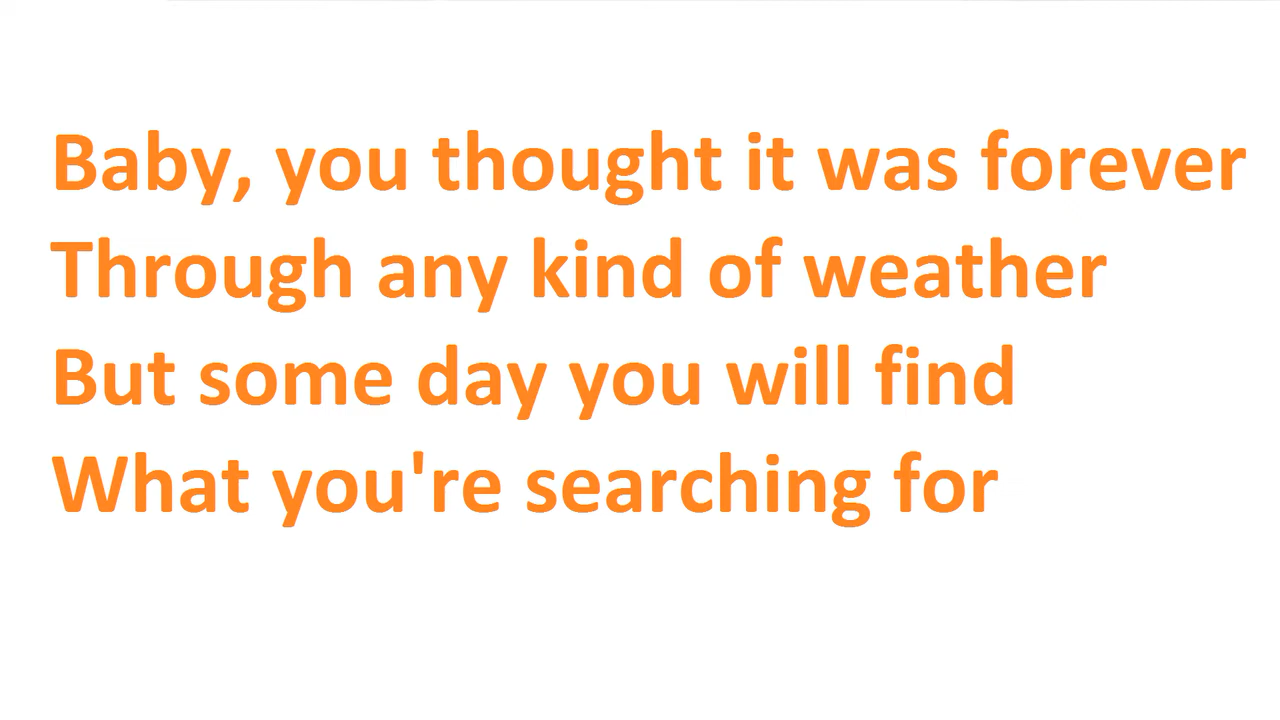 Baby, you thought it was forever
Through any kind of weather
But some day you will find
What you're searching for